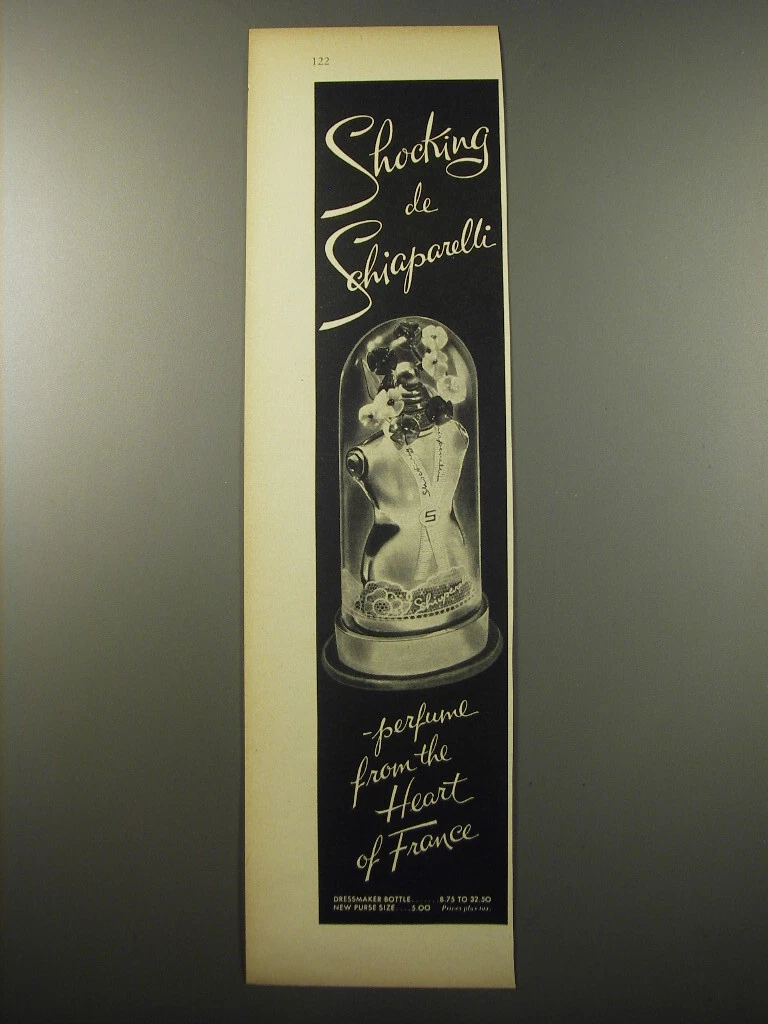 122
Shocking
de
Schiaparelli
S
Schiapare
-perfume
from the
Heart
of France
DRESSMAKER BOTTLE.......8.75 TO 32.50
NEW PURSE SIZE....5.00 Prices plus tax.